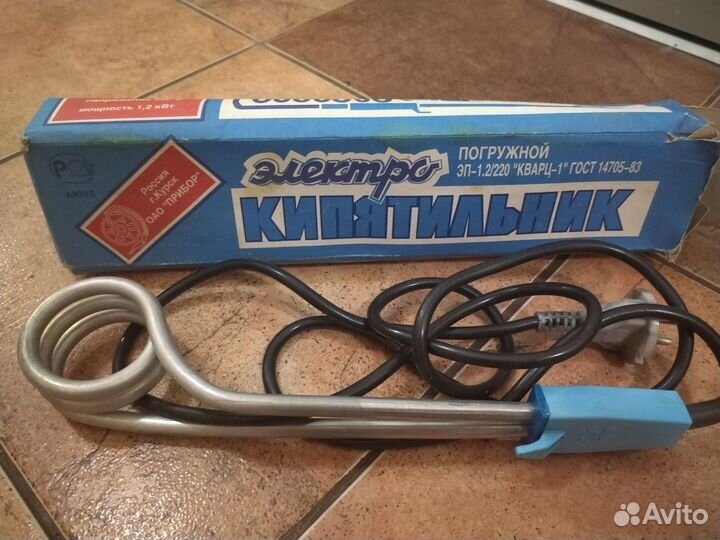 мощность 1,2 кВт
АЮ05
Россия
г.Курск
ОАО "ПРИБОР"
электро
ПОГРУЖНОЙ
ЭП-1.2/220 "КВАРЦ-1" ГОСТ 14705-83
КИПЯТИЛЬНИК
Avito